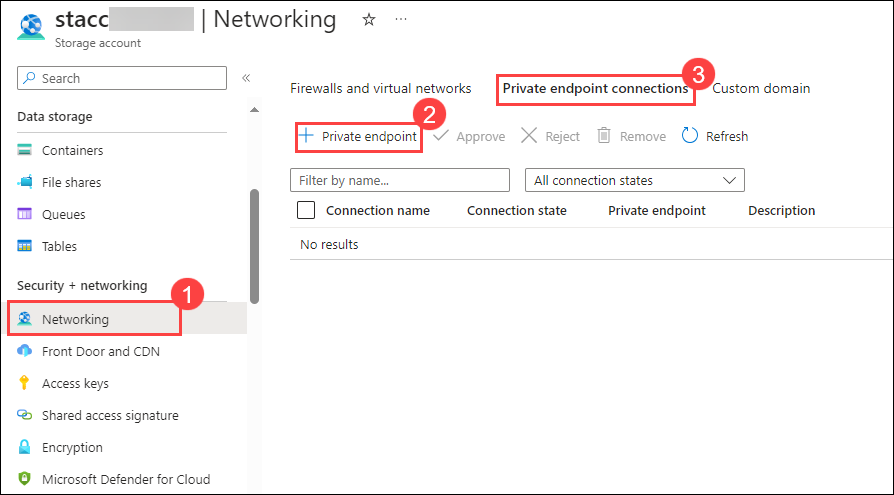 stacc | Networking
Storage account
Search
Data storage
Containers
File shares
Queues
Tables
Security + networking
1
Networking
Front Door and CDN
Access keys
Shared access signature
Encryption
Microsoft Defender for Cloud
3
Firewalls and virtual networks Private endpoint connections Custom domain
2
Private endpoint Approve Reject Remove Refresh
Filter by name... All connection states
Connection name Connection state Private endpoint Description
No results